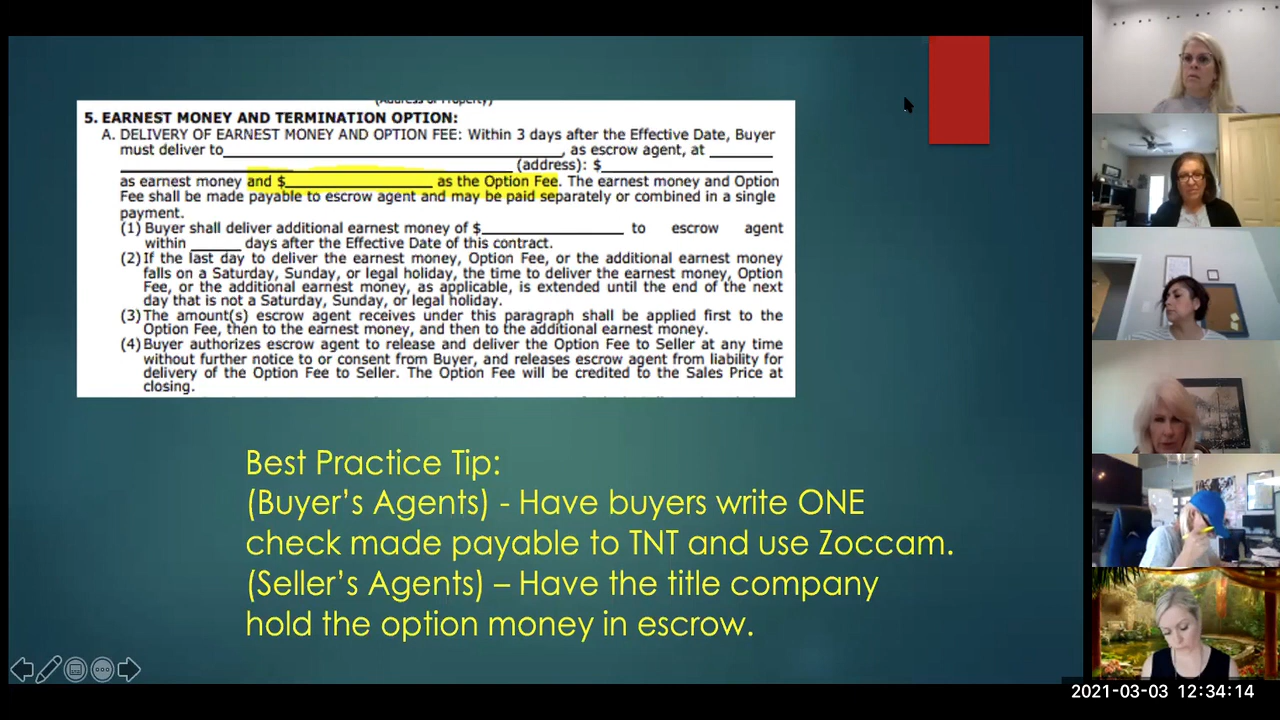 (Address of Property)
5. EARNEST MONEY AND TERMINATION OPTION:
A. DELIVERY OF EARNEST MONEY AND OPTION FEE: Within 3 days after the Effective Date, Buyer
must deliver to____________________, as escrow agent, at ________
____________________ (address): $____________________
as earnest money and $____________________ as the Option Fee. The earnest money and Option
Fee shall be made payable to escrow agent and may be paid separately or combined in a single
payment.
(1) Buyer shall deliver additional earnest money of $____________________ to escrow agent
within ______ days after the Effective Date of this contract.
(2) If the last day to deliver the earnest money, Option Fee, or the additional earnest money
falls on a Saturday, Sunday, or legal holiday, the time to deliver the earnest money, Option
Fee, or the additional earnest money, as applicable, is extended until the end of the next
day that is not a Saturday, Sunday, or legal holiday.
(3) The amount(s) escrow agent receives under this paragraph shall be applied first to the
Option Fee, then to the earnest money, and then to the additional earnest money.
(4) Buyer authorizes escrow agent to release and deliver the Option Fee to Seller at any time
without further notice to or consent from Buyer, and releases escrow agent from liability for
delivery of the Option Fee to Seller. The Option Fee will be credited to the Sales Price at
closing.
Best Practice Tip:
(Buyer's Agents) - Have buyers write ONE
check made payable to TNT and use Zoccam.
(Seller's Agents) – Have the title company
hold the option money in escrow.
2021-03-03 12:34:14